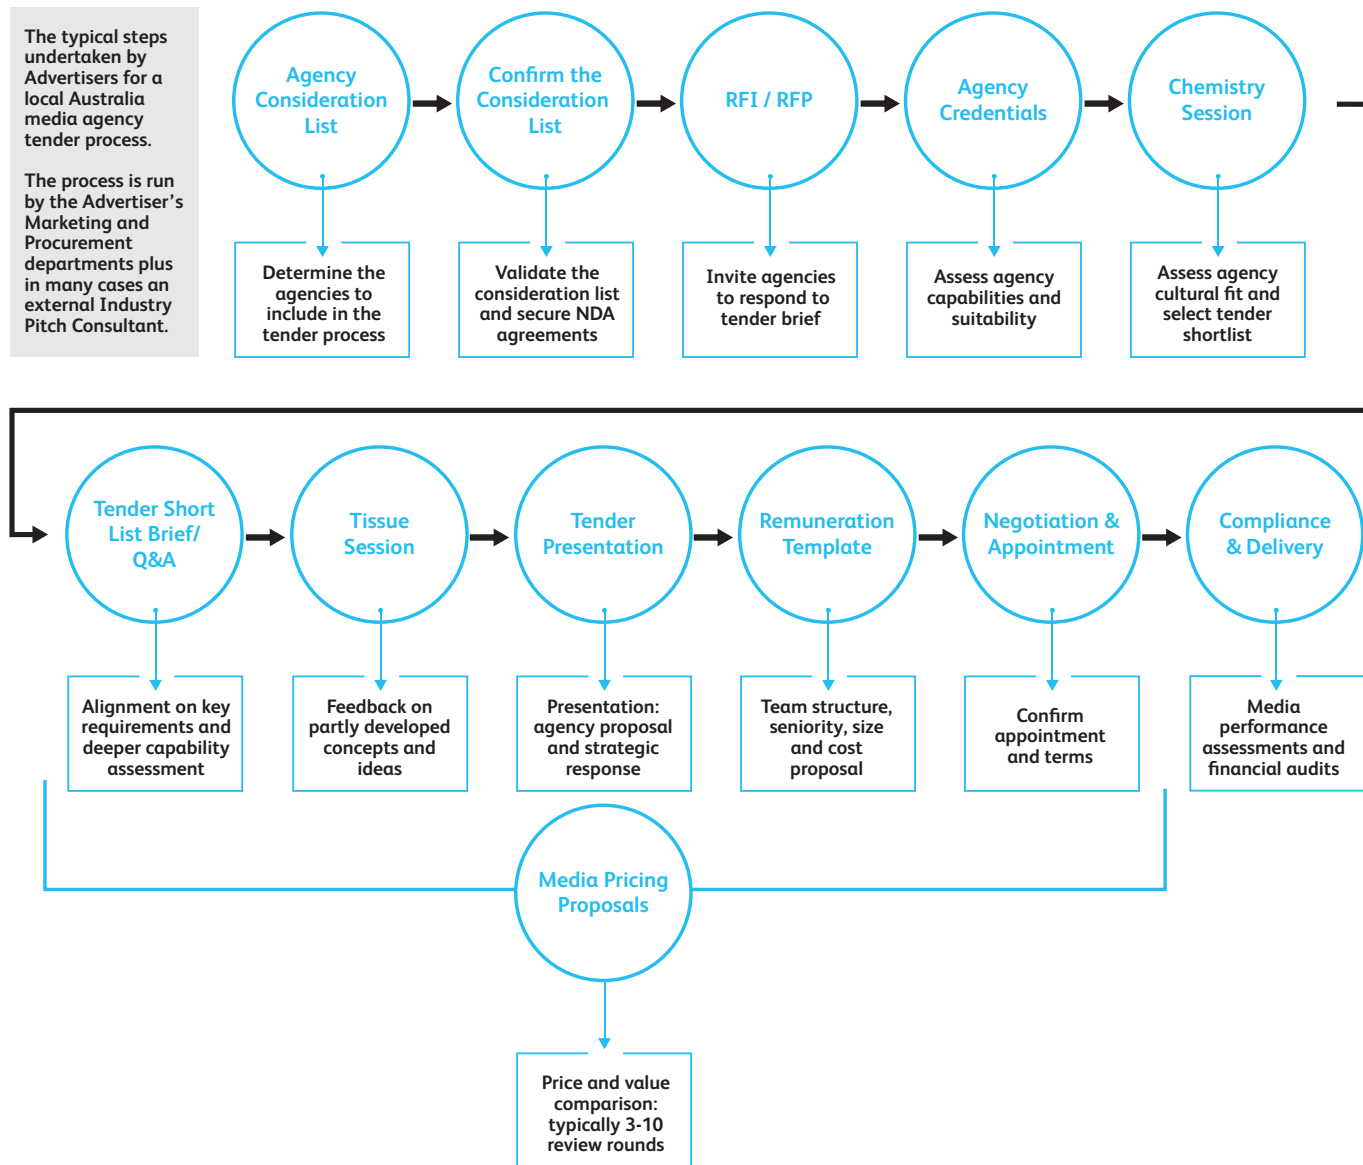 The typical steps
undertaken by
Advertisers for a
local Australia
media agency
tender process.
The process is run
by the Advertiser's
Marketing and
Procurement
departments plus
in many cases an
external Industry
Pitch Consultant.
Agency
Consideration
List
Confirm the
Consideration
List
RFI / RFP
Agency
Credentials
Chemistry
Session
Determine the
agencies to
include in the
tender process
Validate the
consideration list
and secure NDA
agreements
Invite agencies
to respond to
tender brief
Assess agency
capabilities and
suitability
Assess agency
cultural fit and
select tender
shortlist
Tender Short
List Brief/
Q&A
Tissue
Session
Tender
Presentation
Remuneration
Template
Negotiation &
Appointment
Compliance
& Delivery
Alignment on key
requirements and
deeper capability
assessment
Feedback on
partly developed
concepts and
ideas
Presentation:
agency proposal
and strategic
response
Team structure,
seniority, size
and cost
proposal
Confirm
appointment
and terms
Media
performance
assessments and
financial audits
Media Pricing
Proposals
Price and value
comparison:
typically 3-10
review rounds